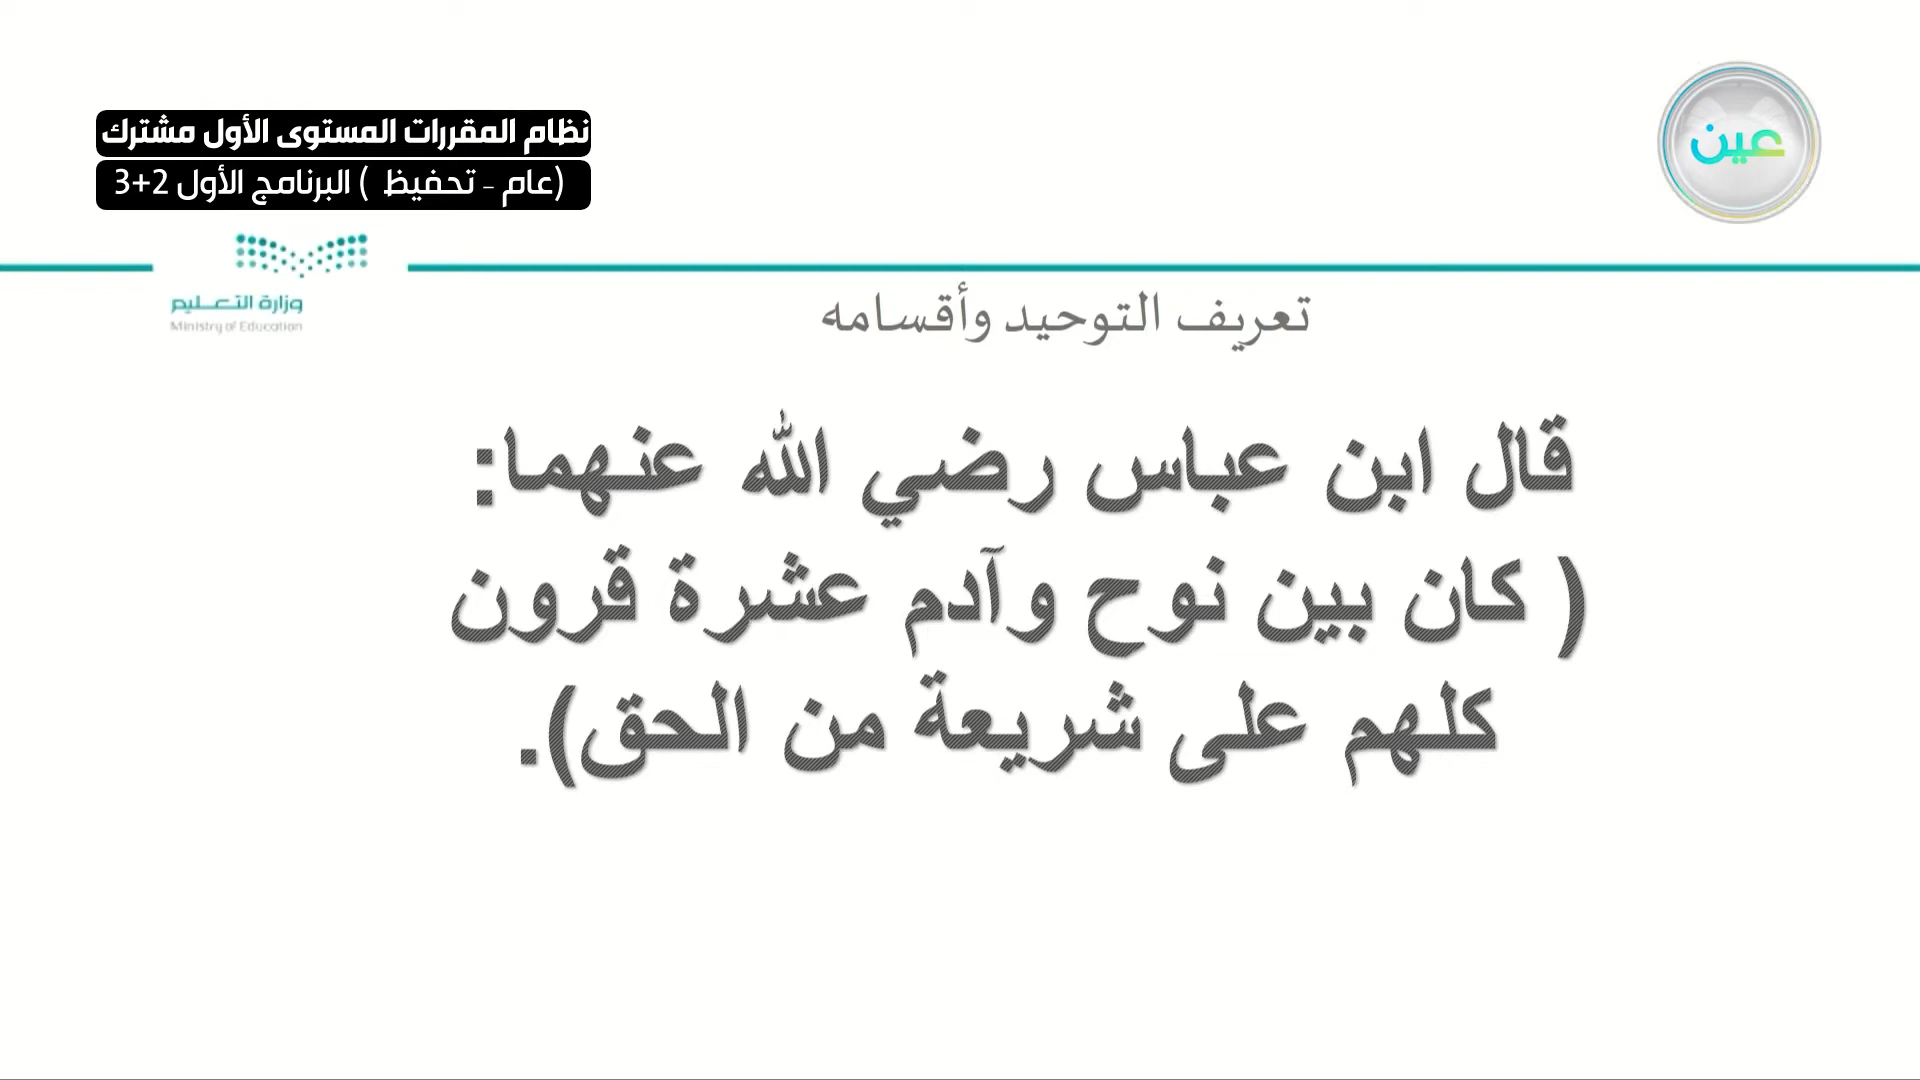 نظام المقررات المستوى الأول مشترك
(عام - تحفيظ ) البرنامج الأول 2+3
عين
وزارة التعليم
Ministry of Education
تعريف التوحيد وأقسامه
قال ابن عباس رضي الله عنهما:
( كان بين نوح وآدم عشرة قرون
كلهم على شريعة من الحق).